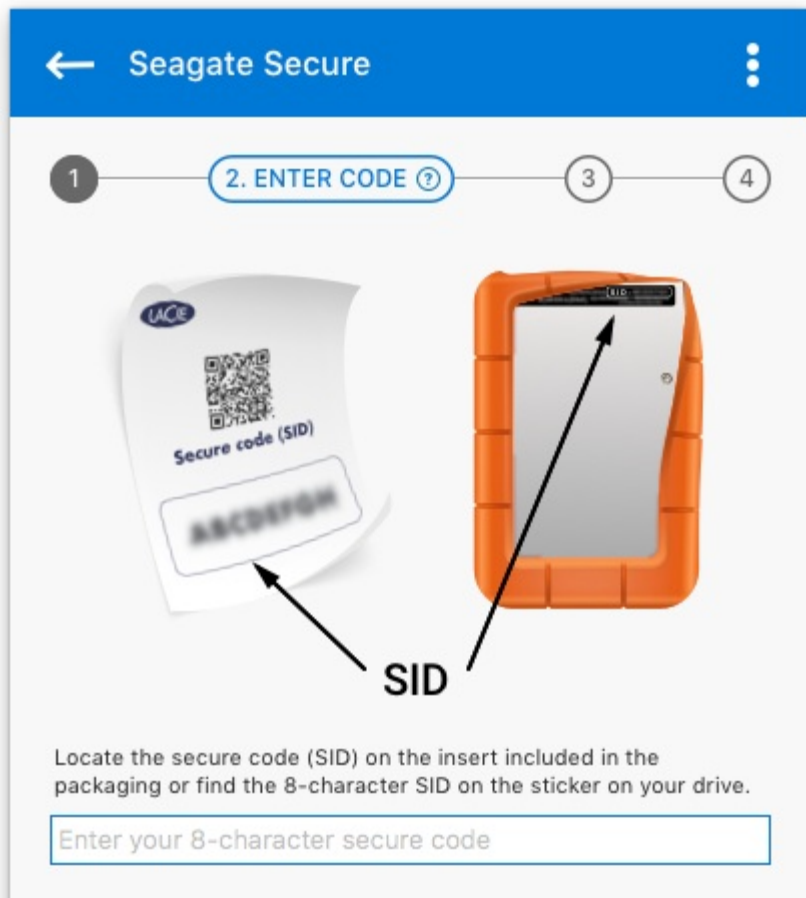 ← Seagate Secure
1 2. ENTER CODE ? 3 4
LACIE
SID
Secure code (SID)
ABCDEFGH
SID
Locate the secure code (SID) on the insert included in the
packaging or find the 8-character SID on the sticker on your drive.
Enter your 8-character secure code